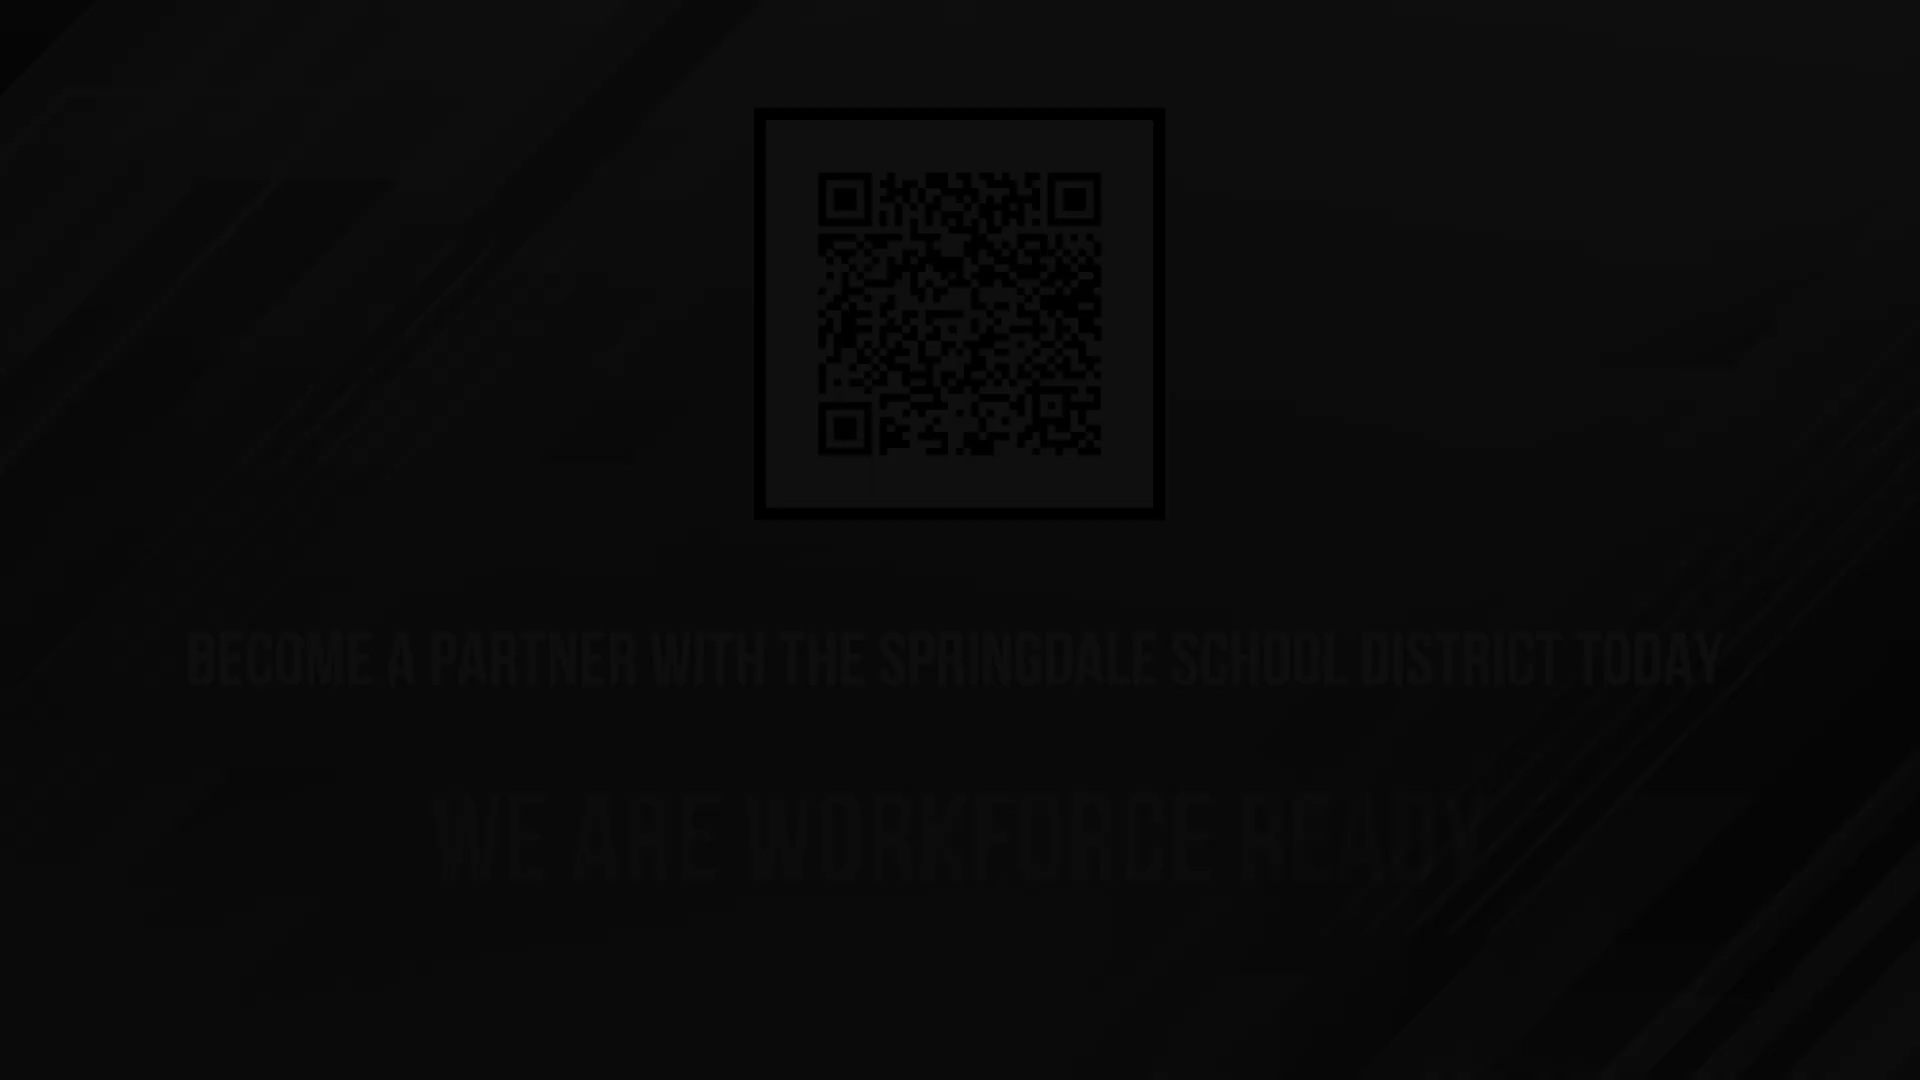 BECOME A PARTNER WITH THE SPRINGDALE SCHOOL DISTRICT TODAY
WE ARE WORKFORCE READY